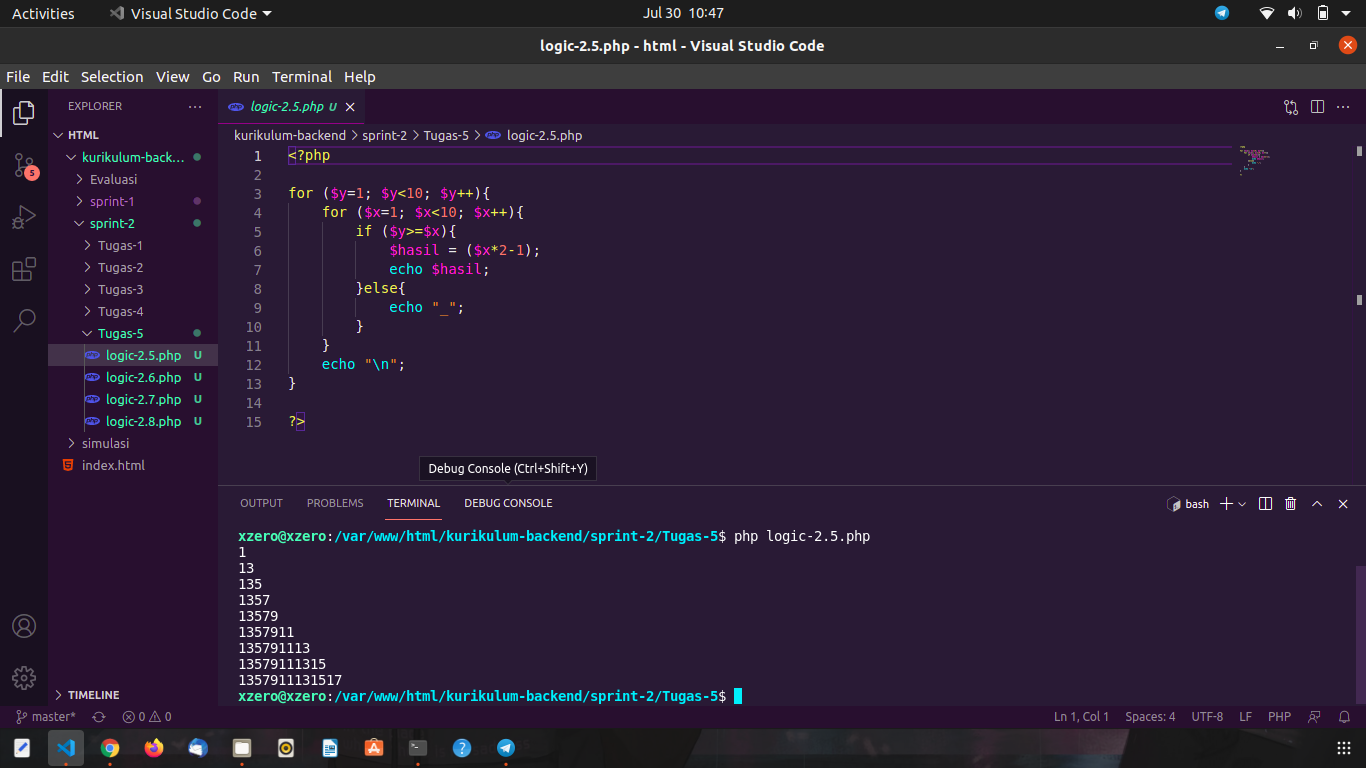 Activities Visual Studio Code Jul 30 10:47
logic-2.5.php - html - Visual Studio Code
File Edit Selection View Go Run Terminal Help
EXPLORER ···
HTML
kurikulum-back...
Evaluasi
sprint-1
sprint-2
Tugas-1
Tugas-2
Tugas-3
Tugas-4
Tugas-5
logic-2.5.php U
logic-2.6.php U
logic-2.7.php U
logic-2.8.php U
simulasi
index.html
TIMELINE
5
php logic-2.5.php U
kurikulum-backend > sprint-2 > Tugas-5 > php logic-2.5.php
1 <?php
2
3 for ($y=1; $y<10; $y++){
4     for ($x=1; $x<10; $x++){
5         if ($y>=$x){
6             $hasil = ($x*2-1);
7             echo $hasil;
8         }else{
9             echo "_";
10         }
11     }
12     echo "\n";
13 }
14
15 ?>
Debug Console (Ctrl+Shift+Y)
OUTPUT PROBLEMS TERMINAL DEBUG CONSOLE bash
xzero@xzero:/var/www/html/kurikulum-backend/sprint-2/Tugas-5$ php logic-2.5.php
1
13
135
1357
13579
1357911
135791113
13579111315
1357911131517
xzero@xzero:/var/www/html/kurikulum-backend/sprint-2/Tugas-5$
master* 0 0 Ln 1, Col 1 Spaces: 4 UTF-8 LF PHP